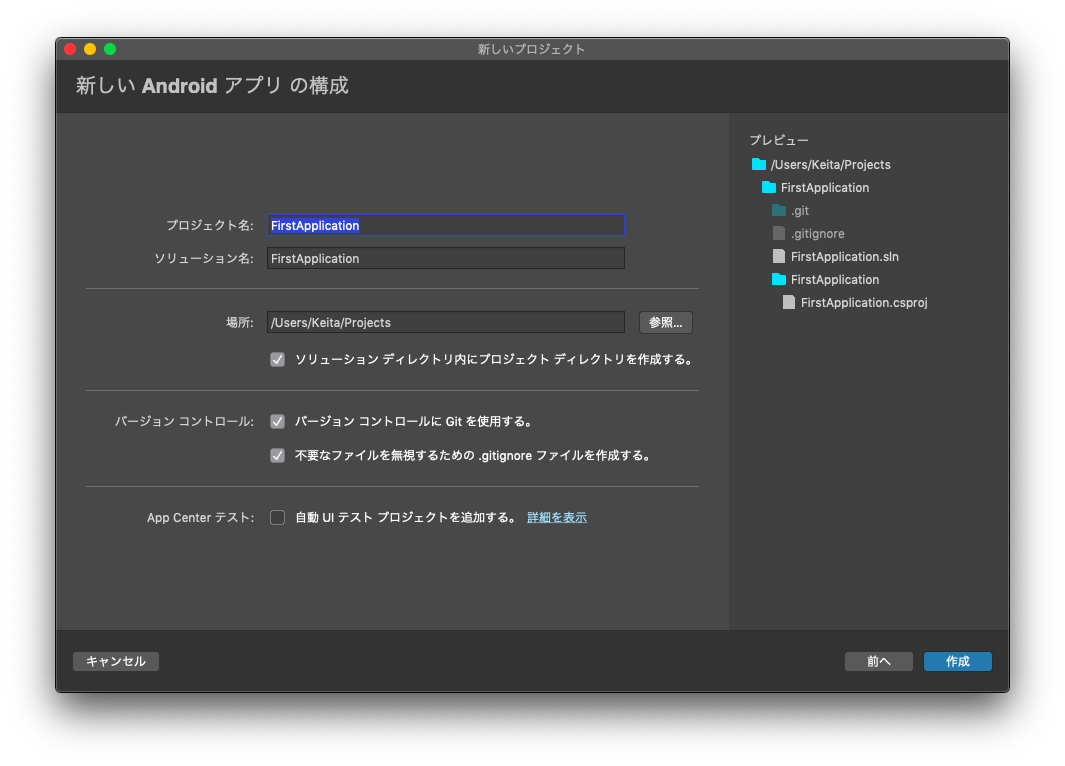 新しいプロジェクト
新しい Android アプリ の構成
プロジェクト名: FirstApplication
ソリューション名: FirstApplication
場所: /Users/Keita/Projects 参照...
ソリューション ディレクトリ内にプロジェクト ディレクトリを作成する。
バージョン コントロール: バージョン コントロールに Git を使用する。
不要なファイルを無視するための .gitignore ファイルを作成する。
App Center テスト: 自動 UI テスト プロジェクトを追加する。 詳細を表示
プレビュー
/Users/Keita/Projects
FirstApplication
.git
.gitignore
FirstApplication.sln
FirstApplication
FirstApplication.csproj
キャンセル 前へ 作成